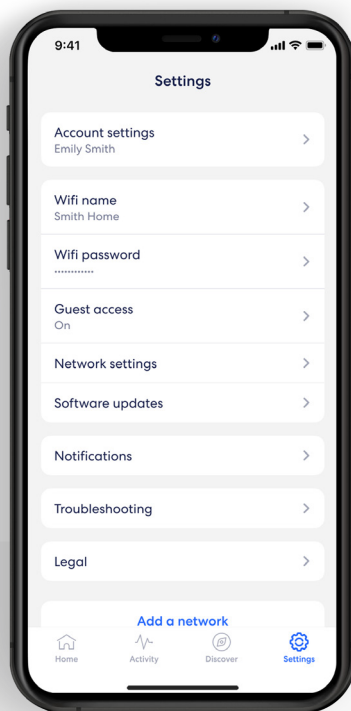 9:41
Settings
Account settings
Emily Smith
Wifi name
Smith Home
Wifi password
............
Guest access
On
Network settings
Software updates
Notifications
Troubleshooting
Legal
Add a network
Home Activity Discover Settings